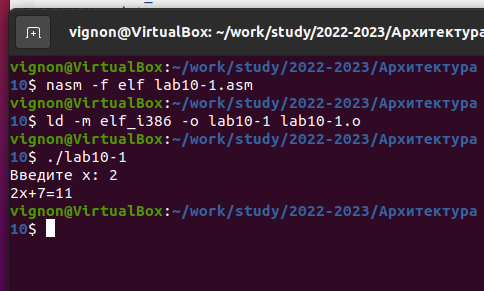 vignon@VirtualBox: ~/work/study/2022-2023/Архитектура
vignon@VirtualBox:~/work/study/2022-2023/Архитектура
10$ nasm -f elf lab10-1.asm
vignon@VirtualBox:~/work/study/2022-2023/Архитектура
10$ ld -m elf_i386 -o lab10-1 lab10-1.o
vignon@VirtualBox:~/work/study/2022-2023/Архитектура
10$ ./lab10-1
Введите x: 2
2x+7=11
vignon@VirtualBox:~/work/study/2022-2023/Архитектура
10$